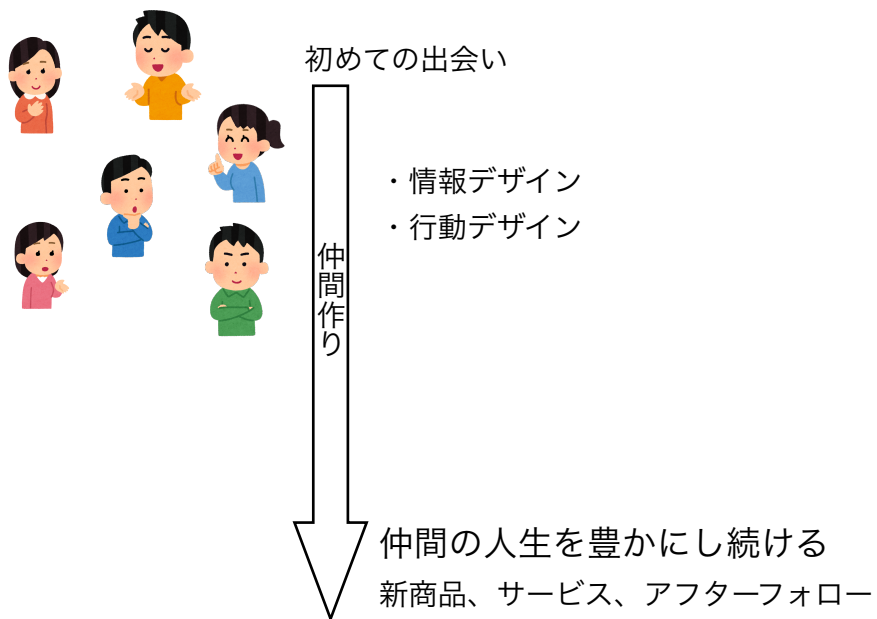 初めての出会い
・情報デザイン
・行動デザイン
仲間作り
仲間の人生を豊かにし続ける
新商品、サービス、アフターフォロー